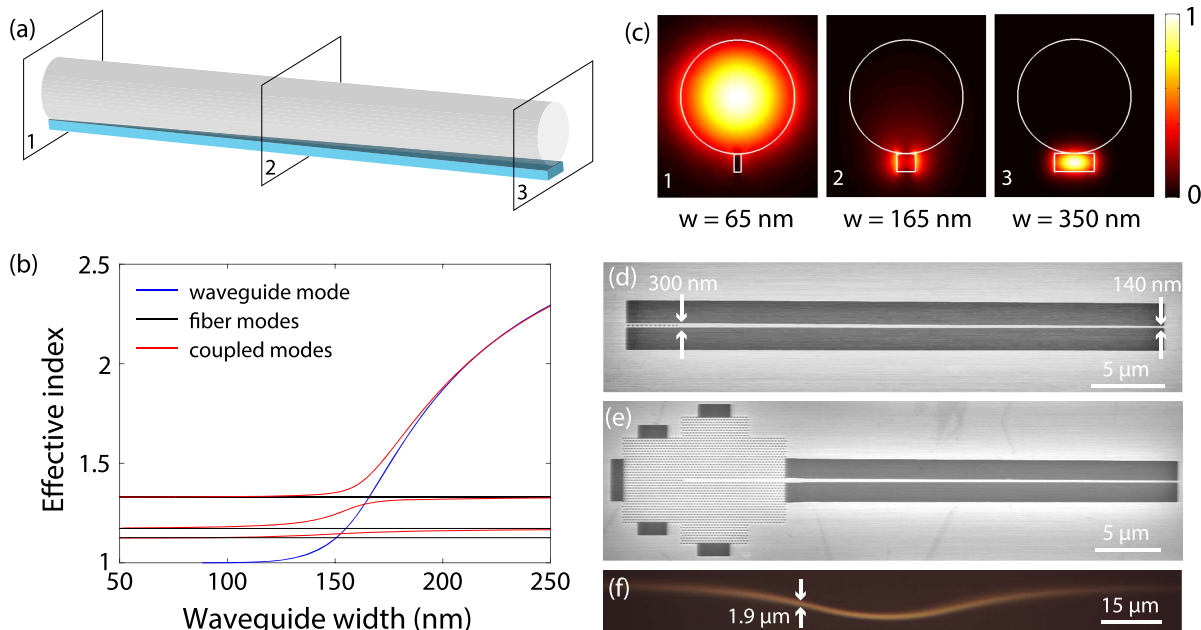 (a)
1
2
3
(b)
2.5
2
1.5
1
Effective index
waveguide mode
fiber modes
coupled modes
50
100
150
200
250
Waveguide width (nm)
(c)
1
2
3
1
0
w = 65 nm
w = 165 nm
w = 350 nm
(d)
300 nm
140 nm
5 μm
(e)
5 μm
(f)
1.9 μm
15 μm